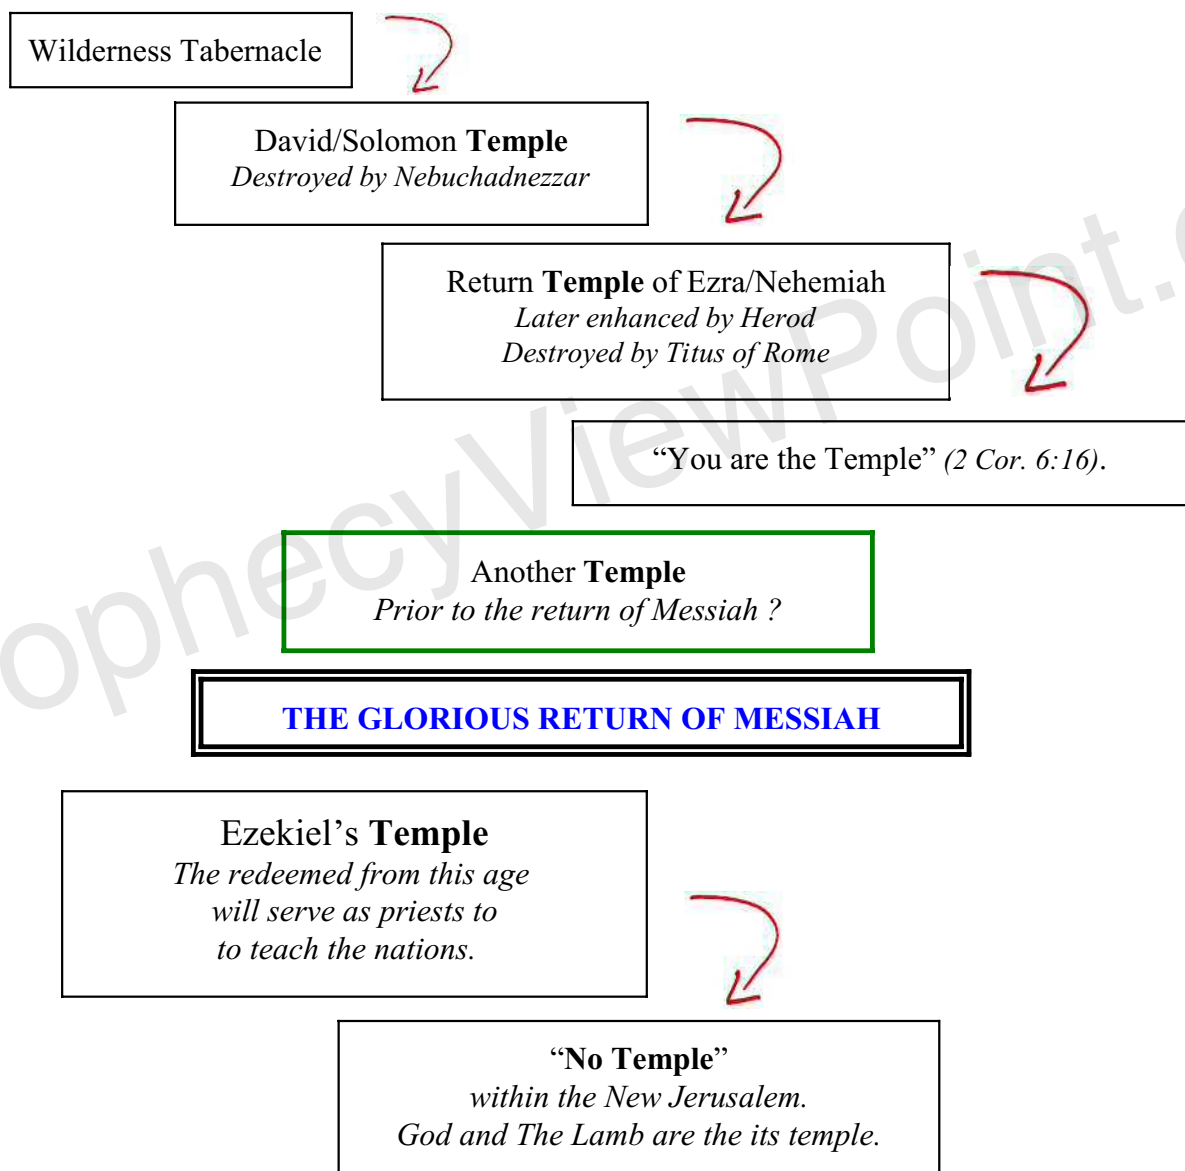 Wilderness Tabernacle
David/Solomon Temple
Destroyed by Nebuchadnezzar
Return Temple of Ezra/Nehemiah
Later enhanced by Herod
Destroyed by Titus of Rome
“You are the Temple” (2 Cor. 6:16).
Another Temple
Prior to the return of Messiah ?
THE GLORIOUS RETURN OF MESSIAH
Ezekiel’s Temple
The redeemed from this age
will serve as priests to
to teach the nations.
“No Temple”
within the New Jerusalem.
God and The Lamb are the its temple.
ophecyViewPoint.